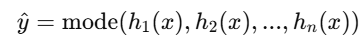 ŷ = mode(h₁(x), h₂(x), ..., hₙ(x))